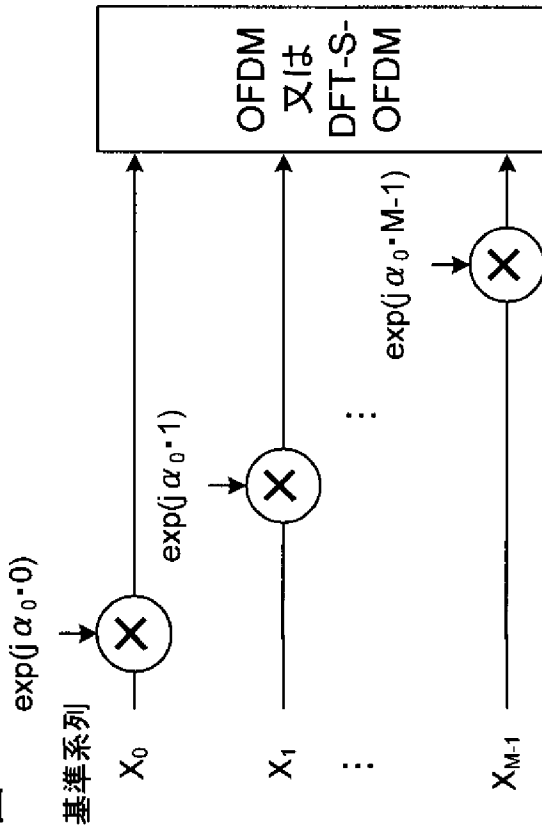 exp(jα₀・0)
基準系列
X₀
exp(jα₀・1)
X₁
⋮
⋮
exp(jα₀・M-1)
X_{M-1}
OFDM
又は
DFT-S-
OFDM